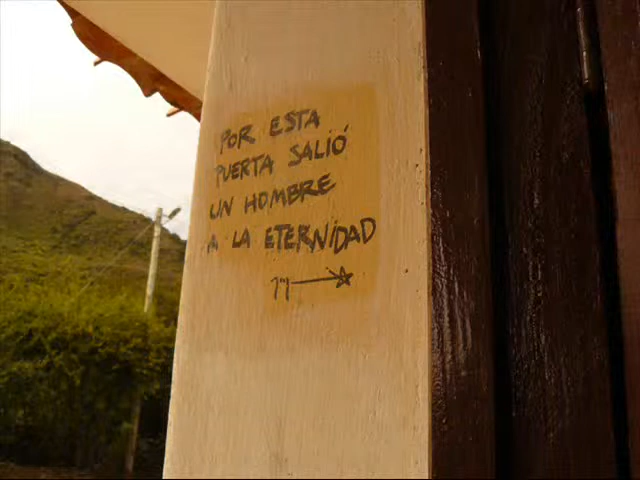 POR ESTA
PUERTA SALIÓ
UN HOMBRE
A LA ETERNIDAD